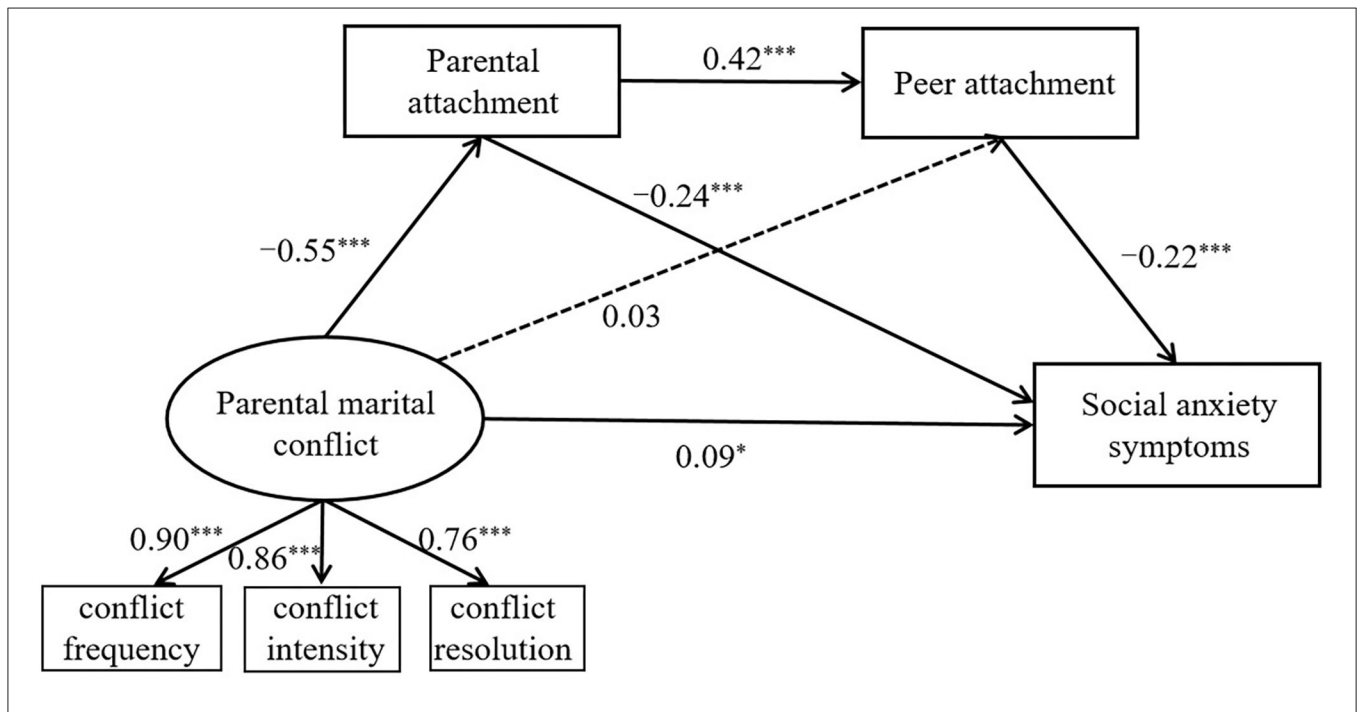 Parental
attachment
0.42***
Peer attachment
−0.24***
−0.55***
−0.22***
0.03
Parental marital
conflict
Social anxiety
symptoms
0.09*
0.90***
0.86***
0.76***
conflict
frequency
conflict
intensity
conflict
resolution